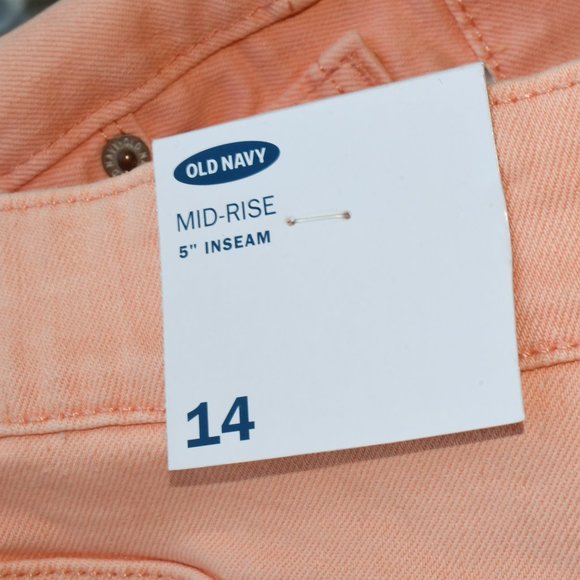 OLD NAVY
MID-RISE
5" INSEAM
14